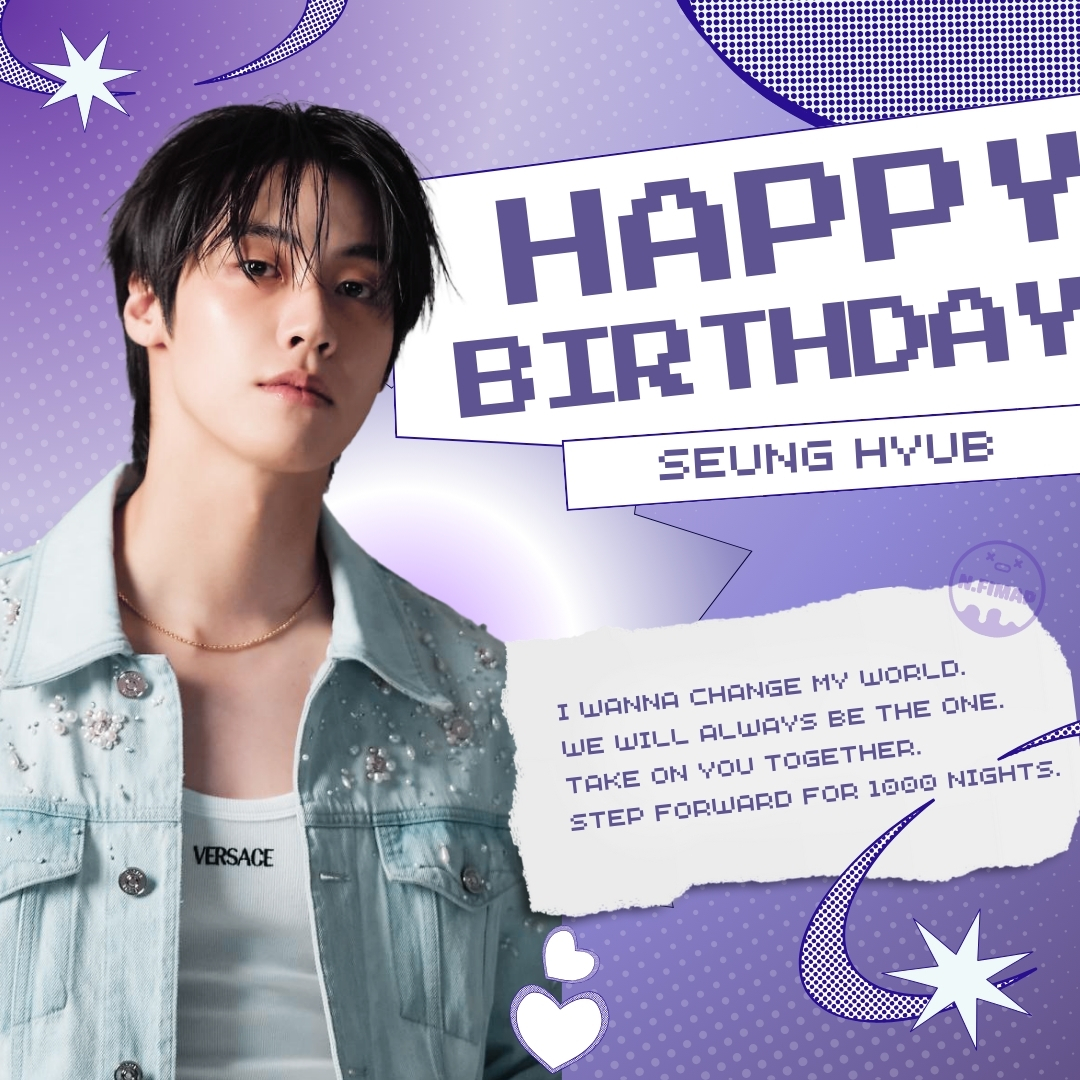 HAPPY
BIRTHDAY
SEUNG HYUB
N.FIMAD
I WANNA CHANGE MY WORLD.
WE WILL ALWAYS BE THE ONE.
TAKE ON YOU TOGETHER.
STEP FORWARD FOR 1000 NIGHTS.
VERSACE